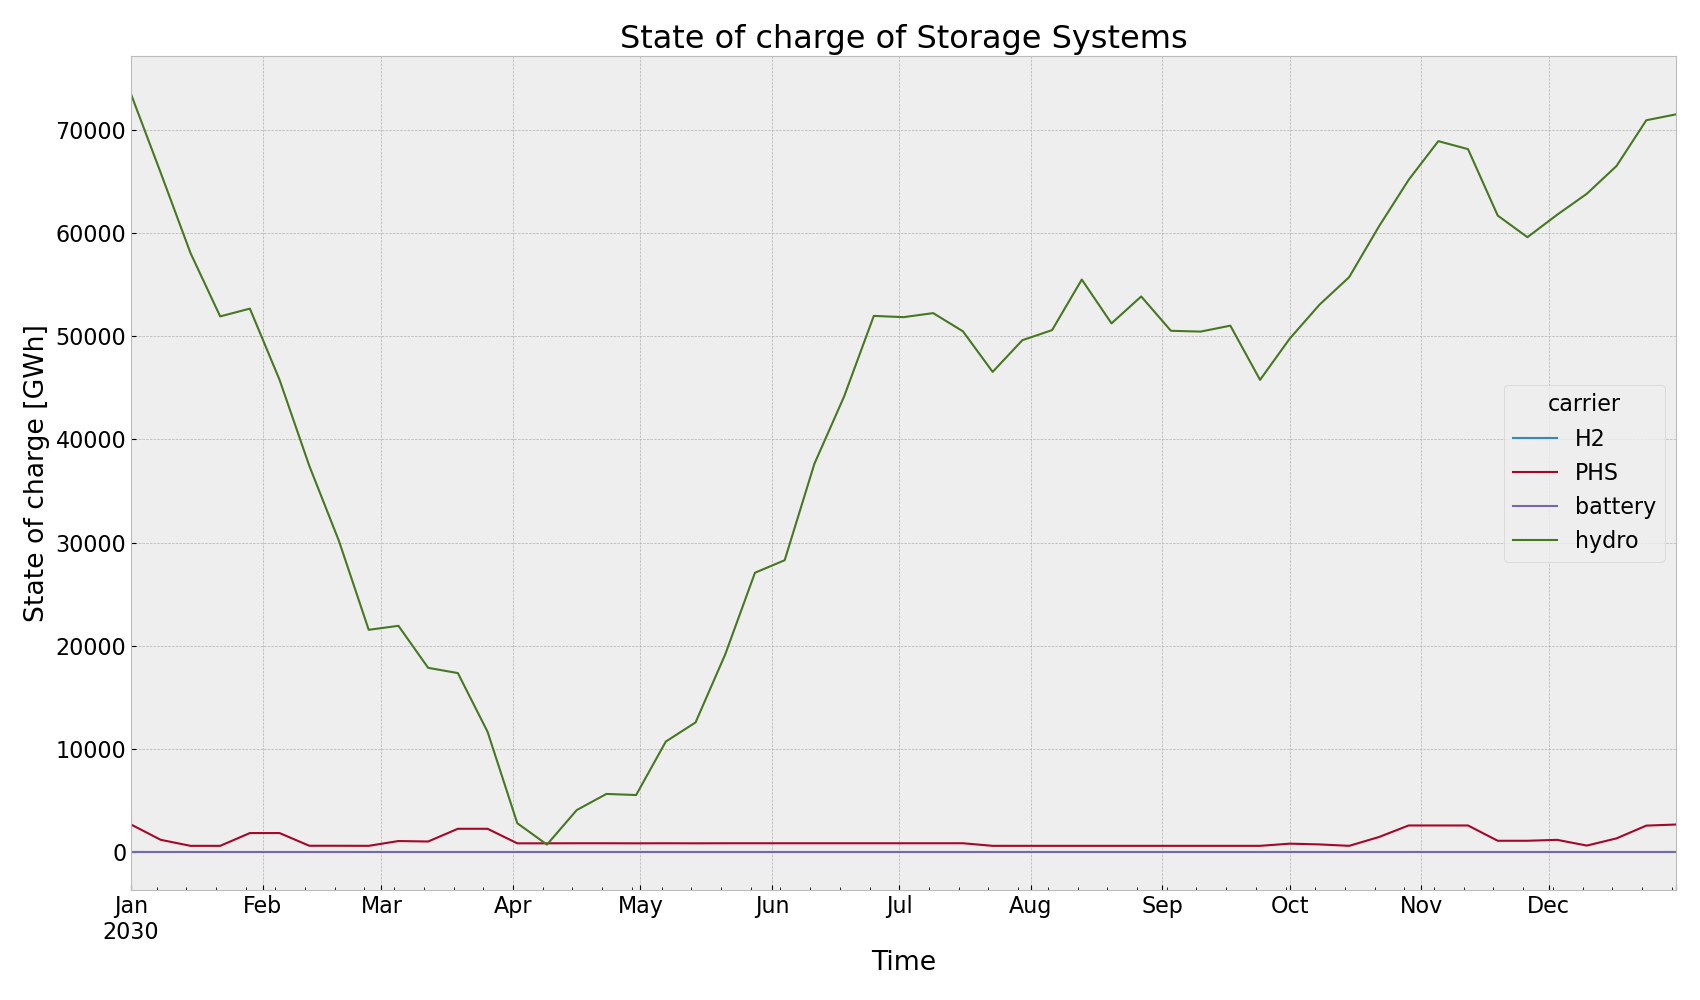 State of charge of Storage Systems
State of charge [GWh]
70000
60000
50000
40000
30000
20000
10000
0
carrier
H2
PHS
battery
hydro
Jan Feb Mar Apr May Jun Jul Aug Sep Oct Nov Dec
2030
Time